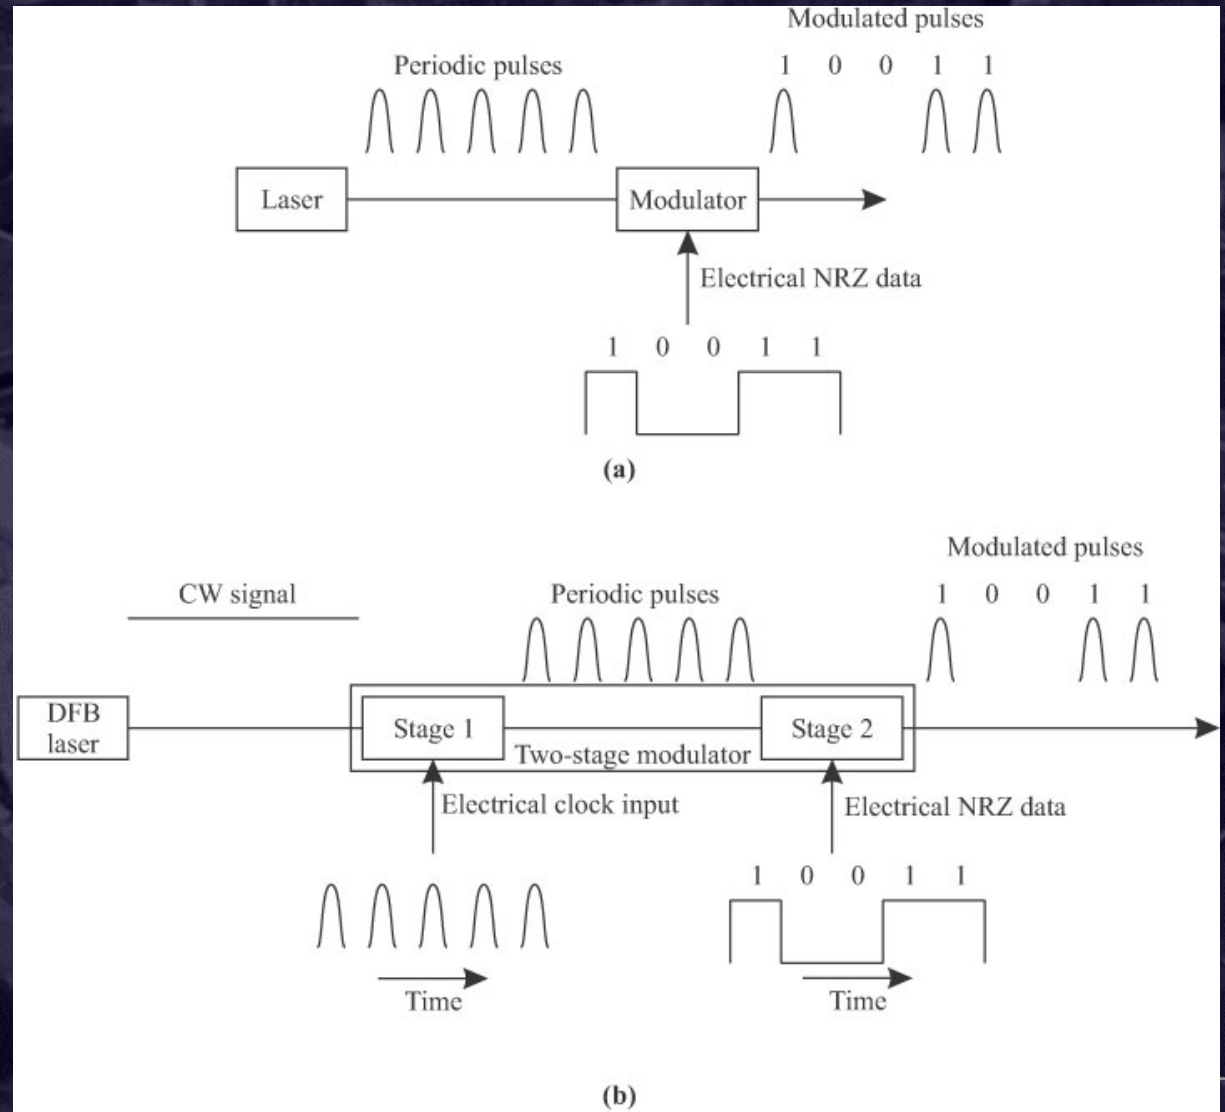 Modulated pulses
Periodic pulses
1 0 0 1 1
Laser
Modulator
Electrical NRZ data
1 0 0 1 1
(a)
Modulated pulses
CW signal
Periodic pulses
1 0 0 1 1
DFB
laser
Stage 1
Stage 2
Two-stage modulator
Electrical clock input
Electrical NRZ data
1 0 0 1 1
Time
Time
(b)